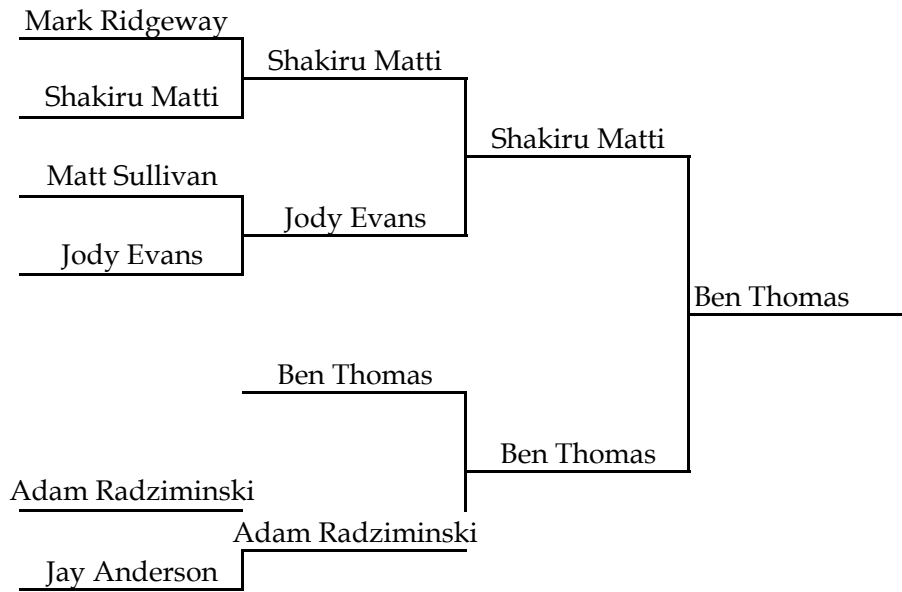 Mark Ridgeway
Shakiru Matti
Shakiru Matti
Shakiru Matti
Matt Sullivan
Jody Evans
Jody Evans
Ben Thomas
Ben Thomas
Ben Thomas
Adam Radziminski
Adam Radziminski
Jay Anderson